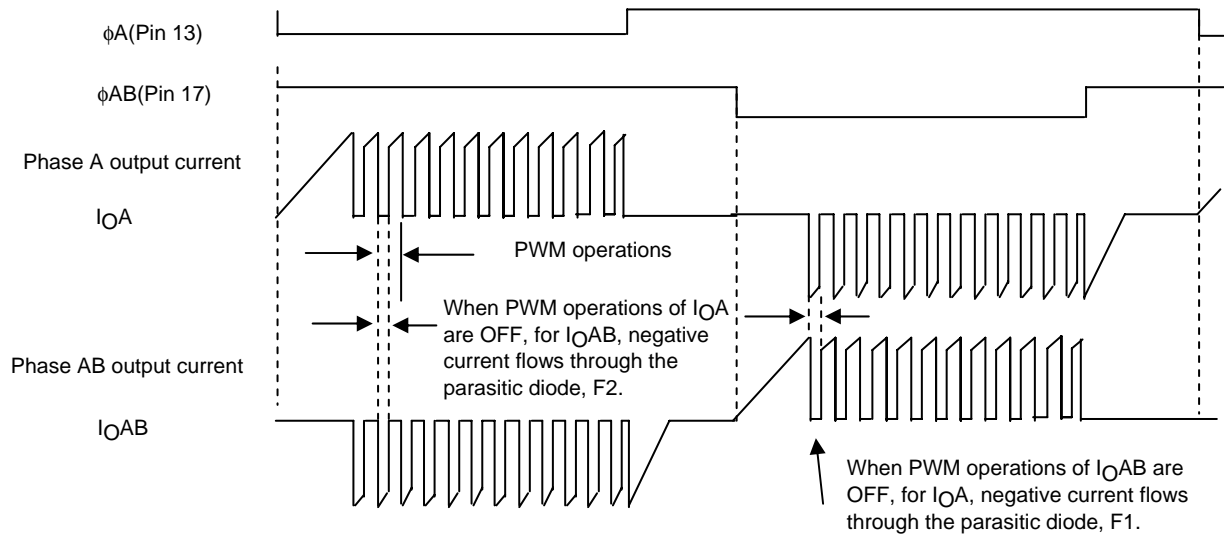 ϕA(Pin 13)
ϕAB(Pin 17)
Phase A output current
IOA
PWM operations
When PWM operations of IOA
are OFF, for IOAB, negative
current flows through the
parasitic diode, F2.
Phase AB output current
IOAB
When PWM operations of IOAB are
OFF, for IOA, negative current flows
through the parasitic diode, F1.